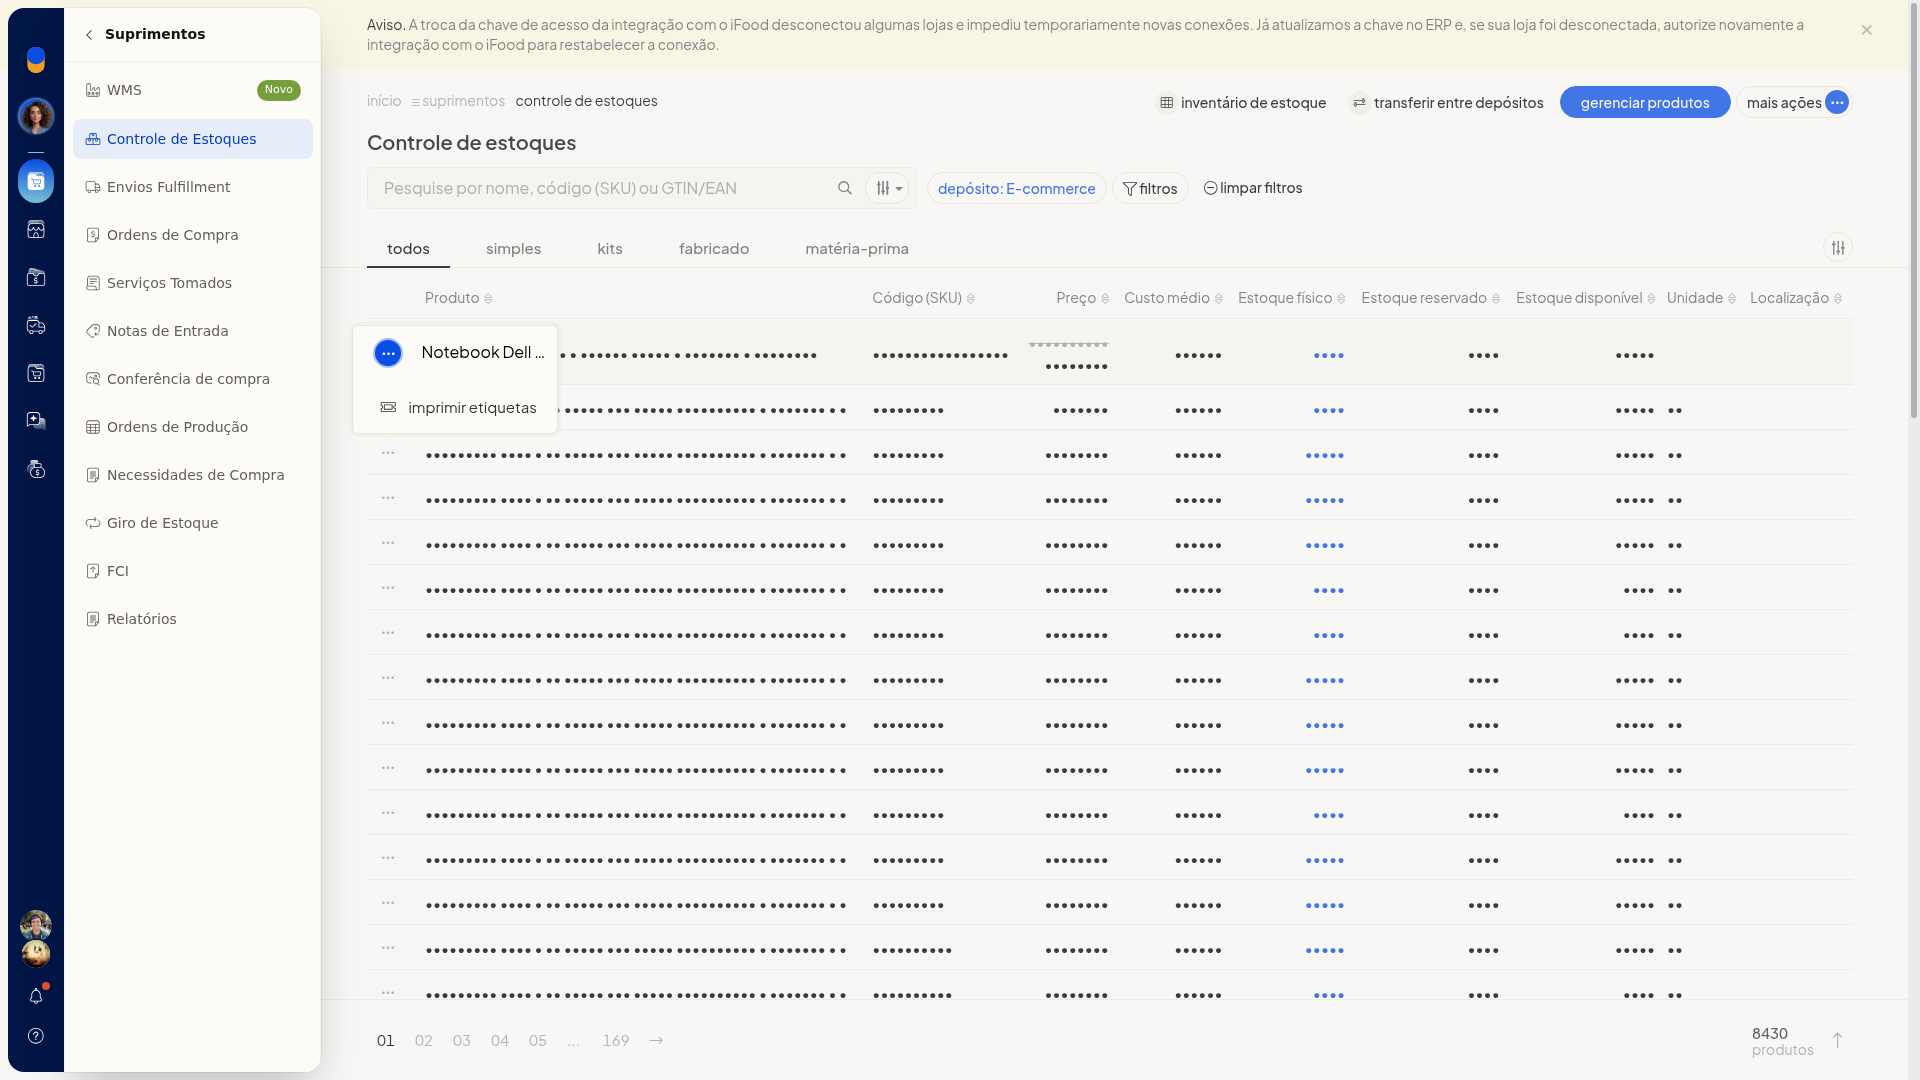 Suprimentos
WMS
Novo
Controle de Estoques
Envios Fulfillment
Ordens de Compra
Serviços Tomados
Notas de Entrada
Conferência de compra
Ordens de Produção
Necessidades de Compra
Giro de Estoque
FCI
Relatórios
Aviso. A troca da chave de acesso da integração com o iFood desconectou algumas lojas e impediu temporariamente novas conexões. Já atualizamos a chave no ERP e, se sua loja foi desconectada, autorize novamente a
integração com o iFood para restabelecer a conexão.
início suprimentos controle de estoques
inventário de estoque transferir entre depósitos gerenciar produtos mais ações
Controle de estoques
Pesquise por nome, código (SKU) ou GTIN/EAN
depósito: E-commerce filtros limpar filtros
todos simples kits fabricado matéria-prima
Produto Código (SKU) Preço Custo médio Estoque físico Estoque reservado Estoque disponível Unidade Localização
Notebook Dell ...
imprimir etiquetas
01 02 03 04 05 ... 169 →
8430
produtos